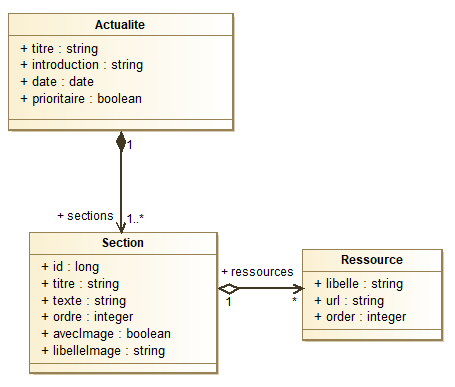 Actualite
+ titre : string
+ introduction : string
+ date : date
+ prioritaire : boolean
1
+ sections
1..*
Section
+ id : long
+ titre : string
+ texte : string
+ ordre : integer
+ avecImage : boolean
+ libelleImage : string
+ ressources
1
*
Ressource
+ libelle : string
+ url : string
+ order : integer